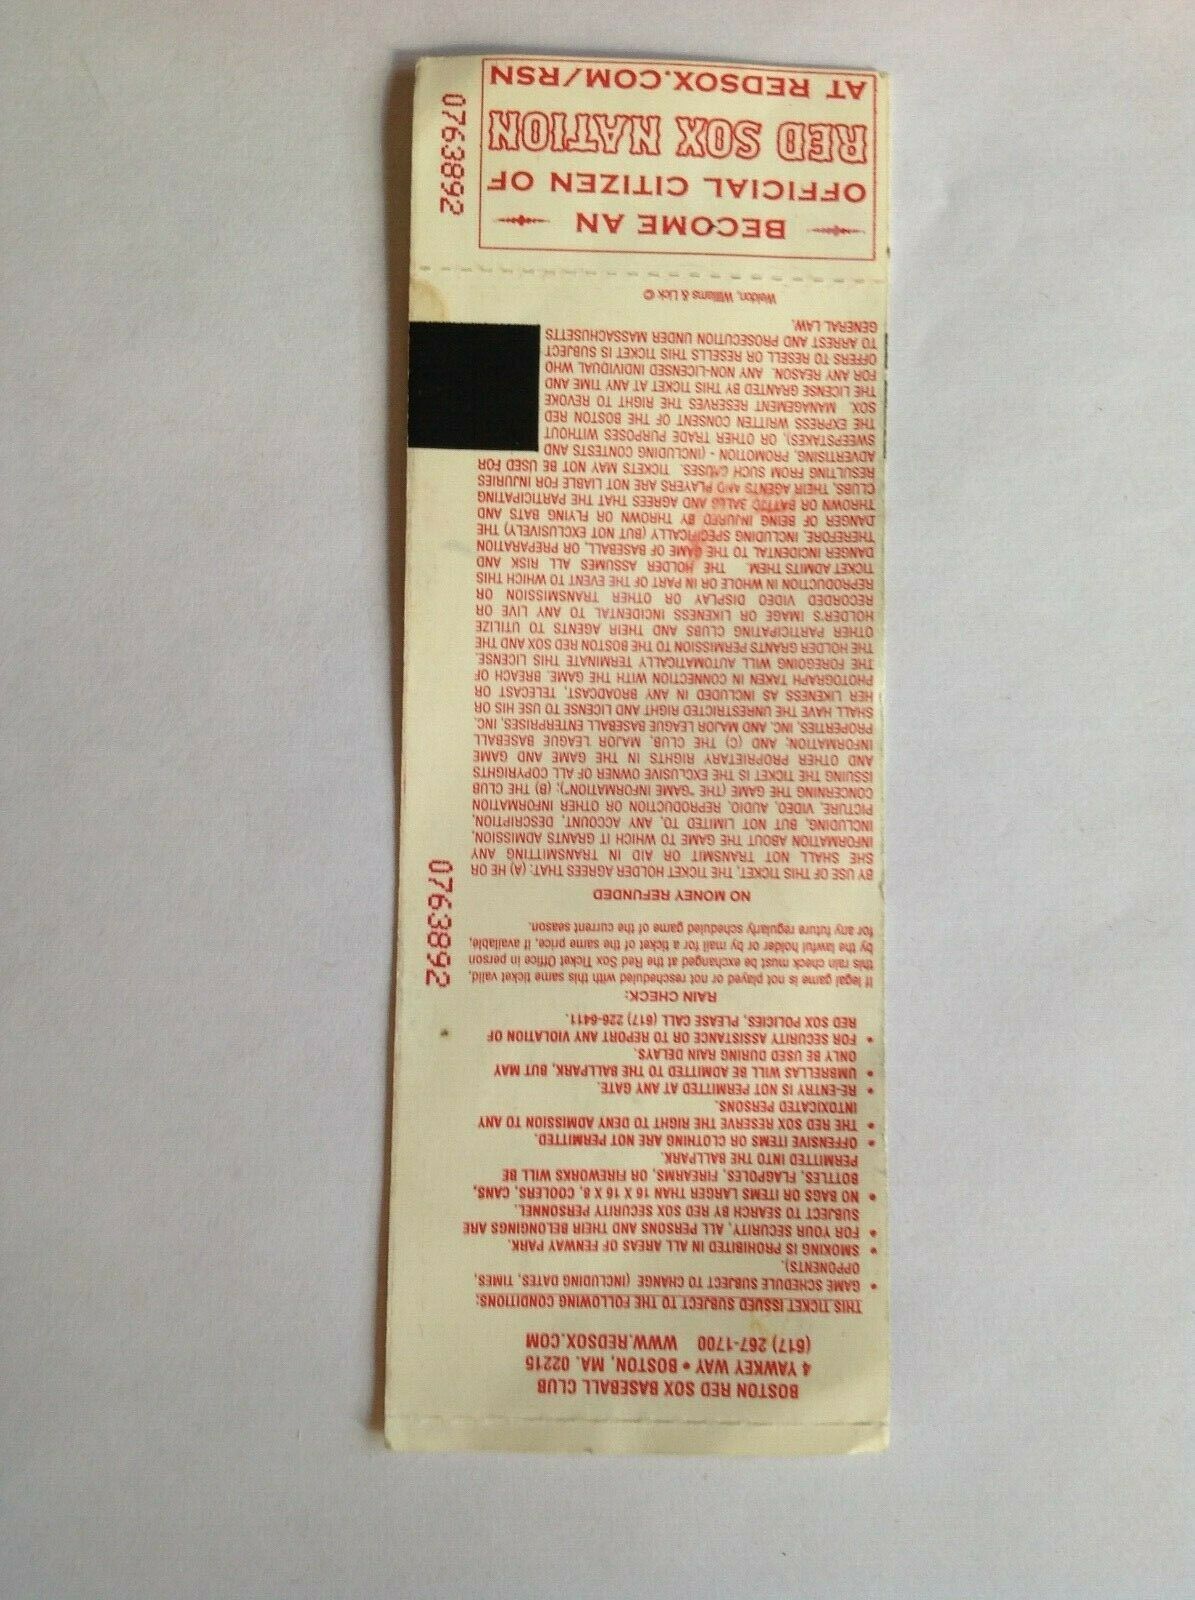 BOSTON RED SOX BASEBALL CLUB
4 YAWKEY WAY • BOSTON, MA. 02215
(617) 267-1700 WWW.REDSOX.COM
THIS TICKET ISSUED SUBJECT TO THE FOLLOWING CONDITIONS:
• GAME SCHEDULE SUBJECT TO CHANGE (INCLUDING DATES, TIMES,
OPPONENTS).
• SMOKING IS PROHIBITED IN ALL AREAS OF FENWAY PARK.
• FOR YOUR SECURITY, ALL PERSONS AND THEIR BELONGINGS ARE
SUBJECT TO SEARCH BY RED SOX SECURITY PERSONNEL.
• NO BAGS OR ITEMS LARGER THAN 16 X 16 X 8, COOLERS, CANS,
BOTTLES, FLAGPOLES, FIREARMS, OR FIREWORKS WILL BE
PERMITTED INTO THE BALLPARK.
• OFFENSIVE ITEMS OR CLOTHING ARE NOT PERMITTED.
• THE RED SOX RESERVE THE RIGHT TO DENY ADMISSION TO ANY
INTOXICATED PERSONS.
• RE-ENTRY IS NOT PERMITTED AT ANY GATE.
• UMBRELLAS WILL BE ADMITTED TO THE BALLPARK, BUT MAY
ONLY BE USED DURING RAIN DELAYS.
• FOR SECURITY ASSISTANCE OR TO REPORT ANY VIOLATION OF
RED SOX POLICIES, PLEASE CALL (617) 226-6411.
RAIN CHECK:
If legal game is not played or not rescheduled with this same ticket valid,
this rain check must be exchanged at the Red Sox Ticket Office in person
by the lawful holder or by mail for a ticket of the same price, if available,
for any future regularly scheduled game of the current season.
NO MONEY REFUNDED
BY USE OF THIS TICKET, THE TICKET HOLDER AGREES THAT: (A) HE OR
SHE SHALL NOT TRANSMIT OR AID IN TRANSMITTING ANY
INFORMATION ABOUT THE GAME TO WHICH IT GRANTS ADMISSION,
INCLUDING, BUT NOT LIMITED TO, ANY ACCOUNT, DESCRIPTION,
PICTURE, VIDEO, AUDIO, REPRODUCTION OR OTHER INFORMATION
CONCERNING THE GAME (THE "GAME INFORMATION"); (B) THE CLUB
ISSUING THE TICKET IS THE EXCLUSIVE OWNER OF ALL COPYRIGHTS
AND OTHER PROPRIETARY RIGHTS IN THE GAME AND GAME
INFORMATION; AND (C) THE CLUB, MAJOR LEAGUE BASEBALL
PROPERTIES, INC. AND MAJOR LEAGUE BASEBALL ENTERPRISES, INC.
SHALL HAVE THE UNRESTRICTED RIGHT AND LICENSE TO USE HIS OR
HER LIKENESS AS INCLUDED IN ANY BROADCAST, TELECAST OR
PHOTOGRAPH TAKEN IN CONNECTION WITH THE GAME. BREACH OF
THE FOREGOING WILL AUTOMATICALLY TERMINATE THIS LICENSE.
THE HOLDER GRANTS PERMISSION TO THE BOSTON RED SOX AND THE
OTHER PARTICIPATING CLUBS AND THEIR AGENTS TO UTILIZE
HOLDER'S IMAGE OR LIKENESS INCIDENTAL TO ANY LIVE OR
RECORDED VIDEO DISPLAY OR OTHER TRANSMISSION OR
REPRODUCTION IN WHOLE OR IN PART OF THE EVENT TO WHICH THIS
TICKET ADMITS THEM. THE HOLDER ASSUMES ALL RISK AND
DANGER INCIDENTAL TO THE GAME OF BASEBALL, OR PREPARATION
THEREFORE, INCLUDING SPECIFICALLY (BUT NOT EXCLUSIVELY) THE
DANGER OF BEING INJURED BY THROWN OR FLYING BATS AND
THROWN OR BATTED BALLS AND AGREES THAT THE PARTICIPATING
CLUBS, THEIR AGENTS AND PLAYERS ARE NOT LIABLE FOR INJURIES
RESULTING FROM SUCH CAUSES. TICKETS MAY NOT BE USED FOR
ADVERTISING, PROMOTION - (INCLUDING CONTESTS AND
SWEEPSTAKES), OR OTHER TRADE PURPOSES WITHOUT
THE EXPRESS WRITTEN CONSENT OF THE BOSTON RED
SOX. MANAGEMENT RESERVES THE RIGHT TO REVOKE
THE LICENSE GRANTED BY THIS TICKET AT ANY TIME AND
FOR ANY REASON. ANY NON-LICENSED INDIVIDUAL WHO
OFFERS TO RESELL OR RESELLS THIS TICKET IS SUBJECT
TO ARREST AND PROSECUTION UNDER MASSACHUSETTS
GENERAL LAW.
Weldon, Williams & Lick ©
BECOME AN
OFFICIAL CITIZEN OF
RED SOX NATION
AT REDSOX.COM/RSN
0763892
0763892